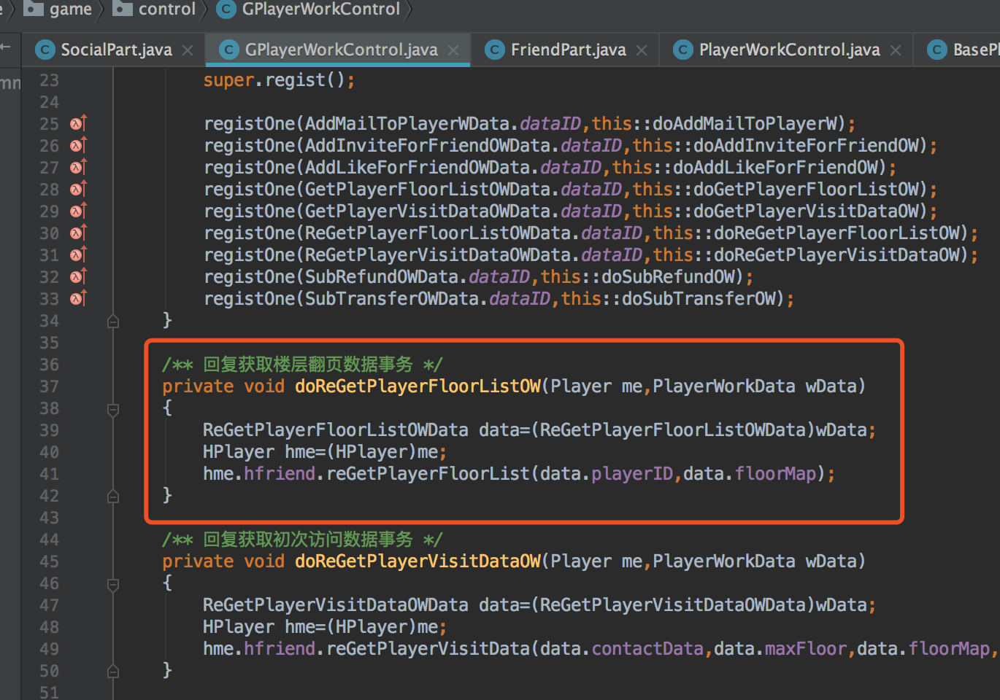 game control GPlayerWorkControl
SocialPart.java GPlayerWorkControl.java FriendPart.java PlayerWorkControl.java BasePl
23 super.regist();
24
25 registOne(AddMailToPlayerWData.dataID,this::doAddMailToPlayerW);
26 registOne(AddInviteForFriendOWData.dataID,this::doAddInviteForFriendOW);
27 registOne(AddLikeForFriendOWData.dataID,this::doAddLikeForFriendOW);
28 registOne(GetPlayerFloorListOWData.dataID,this::doGetPlayerFloorListOW);
29 registOne(GetPlayerVisitDataOWData.dataID,this::doGetPlayerVisitDataOW);
30 registOne(ReGetPlayerFloorListOWData.dataID,this::doReGetPlayerFloorListOW);
31 registOne(ReGetPlayerVisitDataOWData.dataID,this::doReGetPlayerVisitDataOW);
32 registOne(SubRefundOWData.dataID,this::doSubRefundOW);
33 registOne(SubTransferOWData.dataID,this::doSubTransferOW);
34 }
35
36 /** 回复获取楼层翻页数据事务 */
37 private void doReGetPlayerFloorListOW(Player me,PlayerWorkData wData)
38 {
39 ReGetPlayerFloorListOWData data=(ReGetPlayerFloorListOWData)wData;
40 HPlayer hme=(HPlayer)me;
41 hme.hfriend.reGetPlayerFloorList(data.playerID,data.floorMap);
42 }
43
44 /** 回复获取初次访问数据事务 */
45 private void doReGetPlayerVisitDataOW(Player me,PlayerWorkData wData)
46 {
47 ReGetPlayerVisitDataOWData data=(ReGetPlayerVisitDataOWData)wData;
48 HPlayer hme=(HPlayer)me;
49 hme.hfriend.reGetPlayerVisitData(data.contactData,data.maxFloor,data.floorMap,
50 }
51